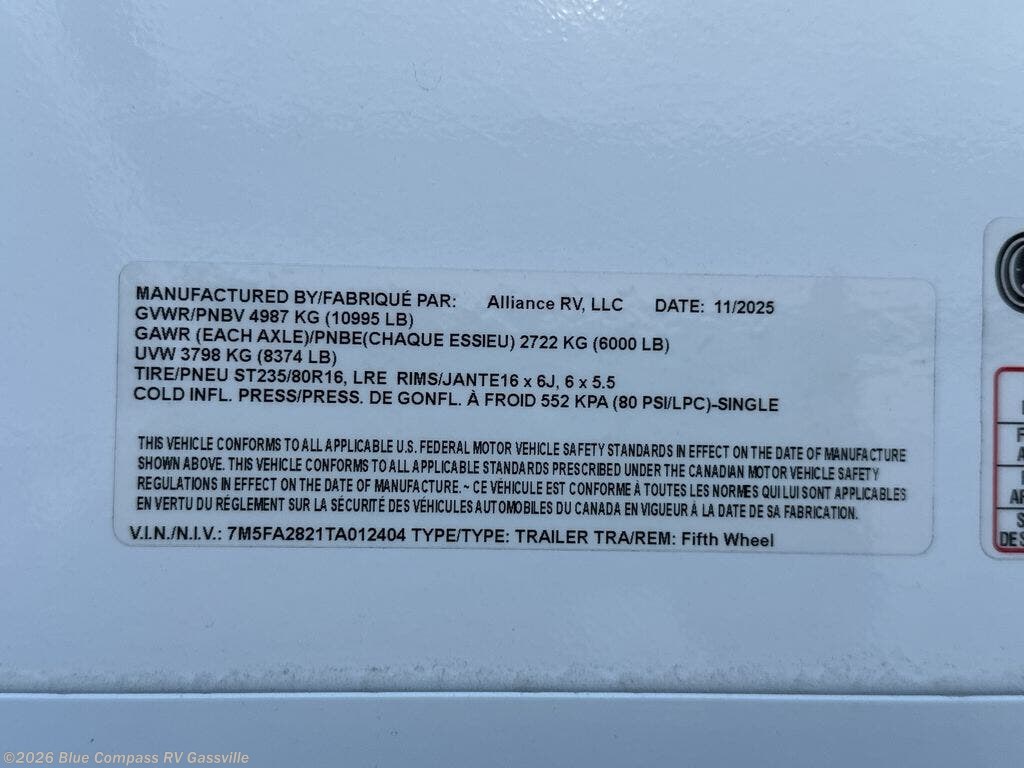 MANUFACTURED BY/FABRIQUÉ PAR: Alliance RV, LLC DATE: 11/2025
GVWR/PNBV 4987 KG (10995 LB)
GAWR (EACH AXLE)/PNBE(CHAQUE ESSIEU) 2722 KG (6000 LB)
UVW 3798 KG (8374 LB)
TIRE/PNEU ST235/80R16, LRE RIMS/JANTE16 x 6J, 6 x 5.5
COLD INFL. PRESS/PRESS. DE GONFL. À FROID 552 KPA (80 PSI/LPC)-SINGLE
THIS VEHICLE CONFORMS TO ALL APPLICABLE U.S. FEDERAL MOTOR VEHICLE SAFETY STANDARDS IN EFFECT ON THE DATE OF MANUFACTURE
SHOWN ABOVE. THIS VEHICLE CONFORMS TO ALL APPLICABLE STANDARDS PRESCRIBED UNDER THE CANADIAN MOTOR VEHICLE SAFETY
REGULATIONS IN EFFECT ON THE DATE OF MANUFACTURE. ~ CE VÉHICULE EST CONFORME À TOUTES LES NORMES QUI LUI SONT APPLICABLES
EN VERTU DU RÉGLEMENT SUR LA SÉCURITÉ DES VÉHICULES AUTOMOBILES DU CANADA EN VIGUEUR À LA DATE DE SA FABRICATION.
V.I.N./N.I.V.: 7M5FA2821TA012404 TYPE/TYPE: TRAILER TRA/REM: Fifth Wheel
©2026 Blue Compass RV Gassville